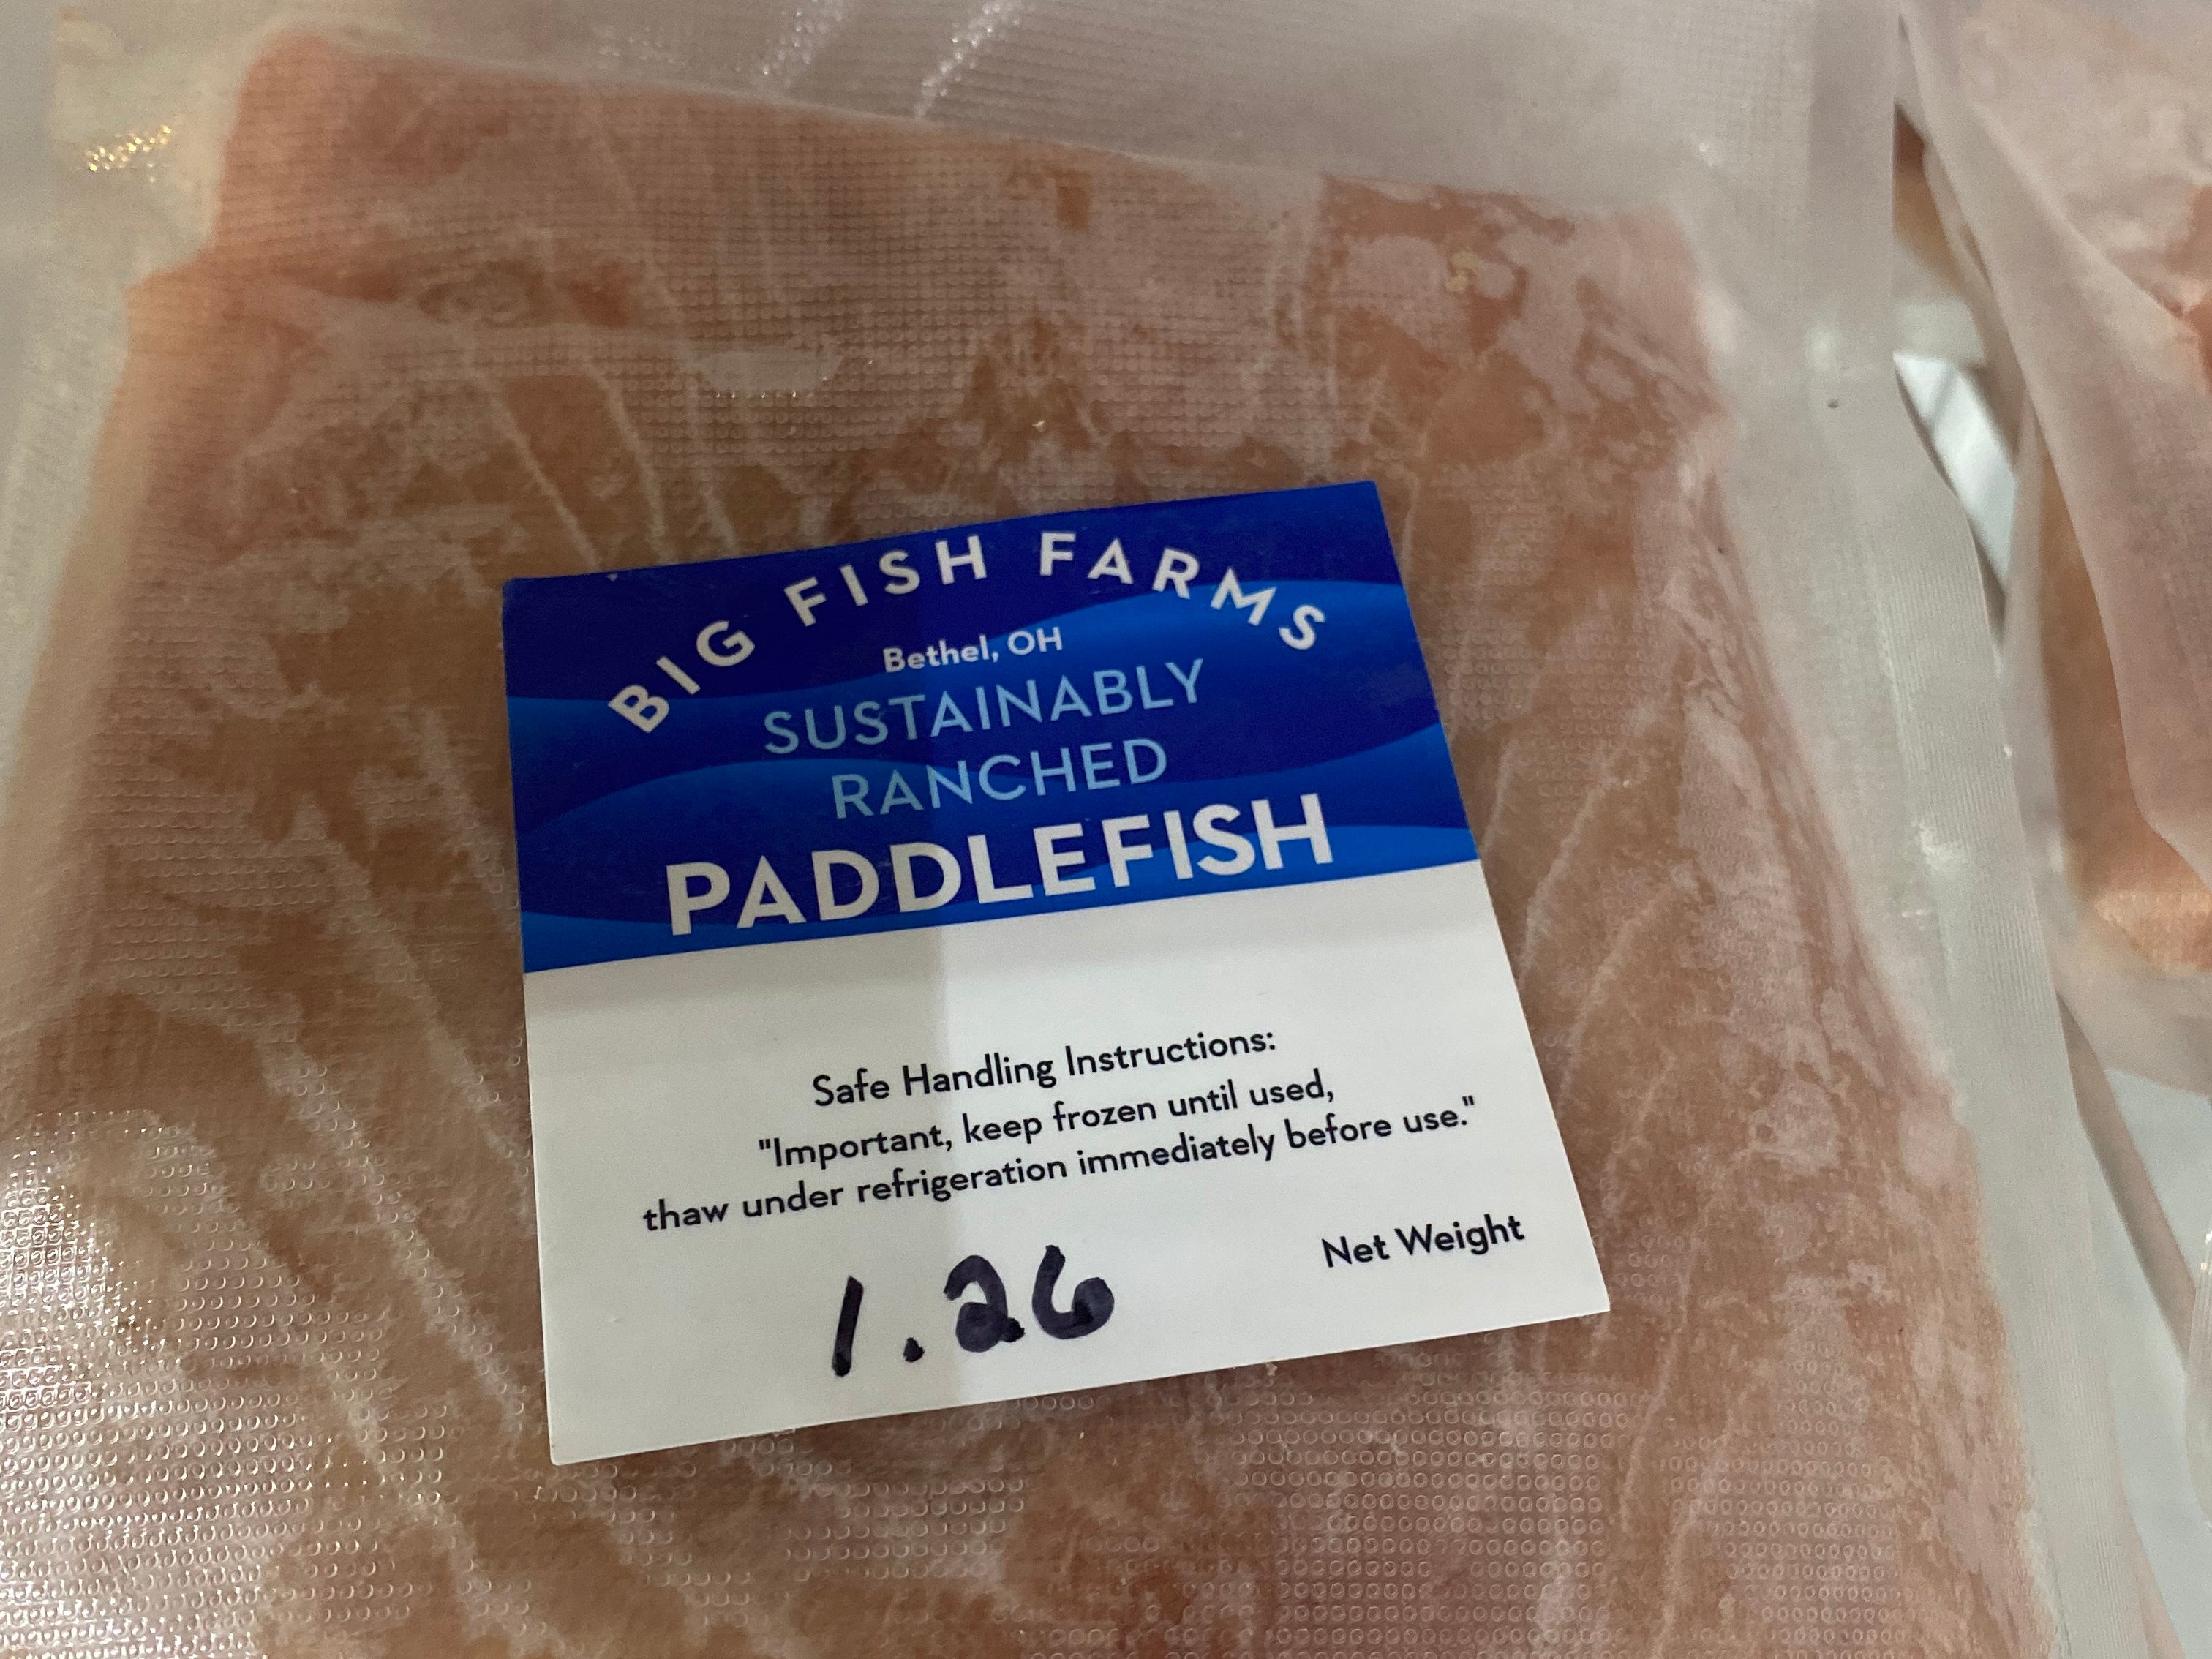 BIG FISH FARMS
Bethel, OH
SUSTAINABLY
RANCHED
PADDLEFISH
Safe Handling Instructions:
"Important, keep frozen until used,
thaw under refrigeration immediately before use."
Net Weight
1.26